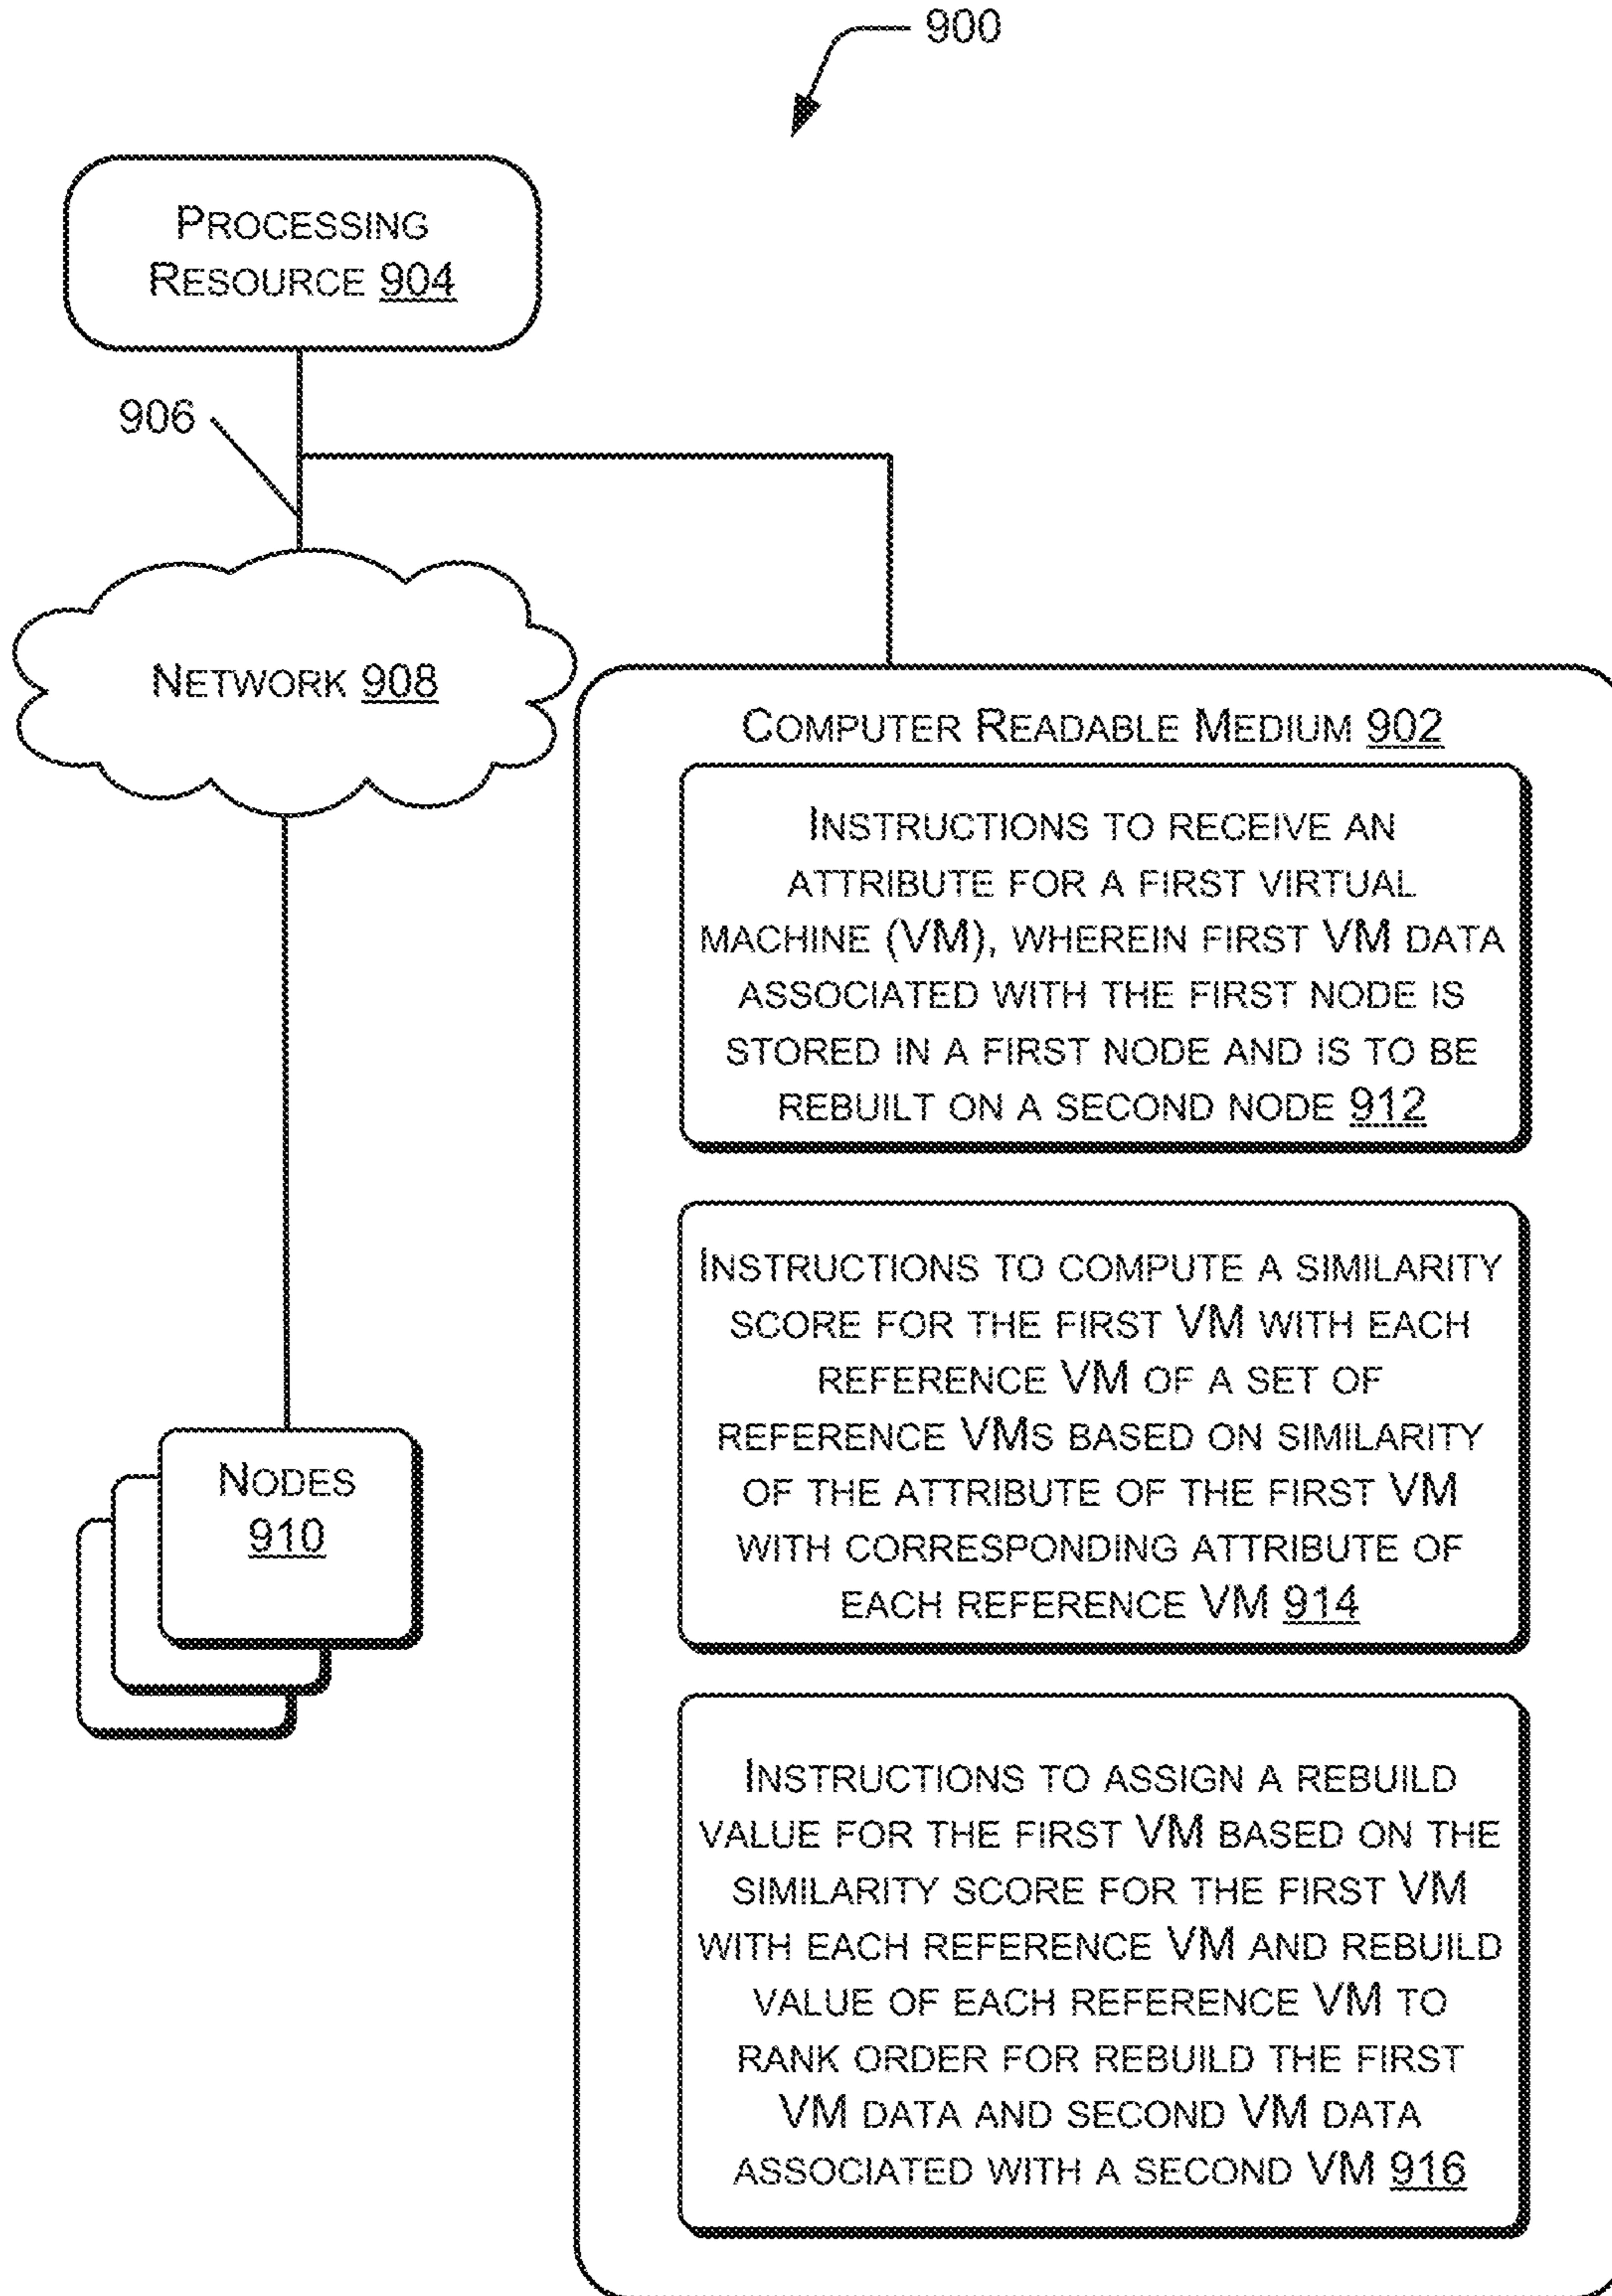 900
PROCESSING
RESOURCE 904
906
NETWORK 908
COMPUTER READABLE MEDIUM 902
INSTRUCTIONS TO RECEIVE AN
ATTRIBUTE FOR A FIRST VIRTUAL
MACHINE (VM), WHEREIN FIRST VM DATA
ASSOCIATED WITH THE FIRST NODE IS
STORED IN A FIRST NODE AND IS TO BE
REBUILT ON A SECOND NODE 912
INSTRUCTIONS TO COMPUTE A SIMILARITY
SCORE FOR THE FIRST VM WITH EACH
REFERENCE VM OF A SET OF
REFERENCE VMS BASED ON SIMILARITY
OF THE ATTRIBUTE OF THE FIRST VM
WITH CORRESPONDING ATTRIBUTE OF
EACH REFERENCE VM 914
NODES
910
INSTRUCTIONS TO ASSIGN A REBUILD
VALUE FOR THE FIRST VM BASED ON THE
SIMILARITY SCORE FOR THE FIRST VM
WITH EACH REFERENCE VM AND REBUILD
VALUE OF EACH REFERENCE VM TO
RANK ORDER FOR REBUILD THE FIRST
VM DATA AND SECOND VM DATA
ASSOCIATED WITH A SECOND VM 916